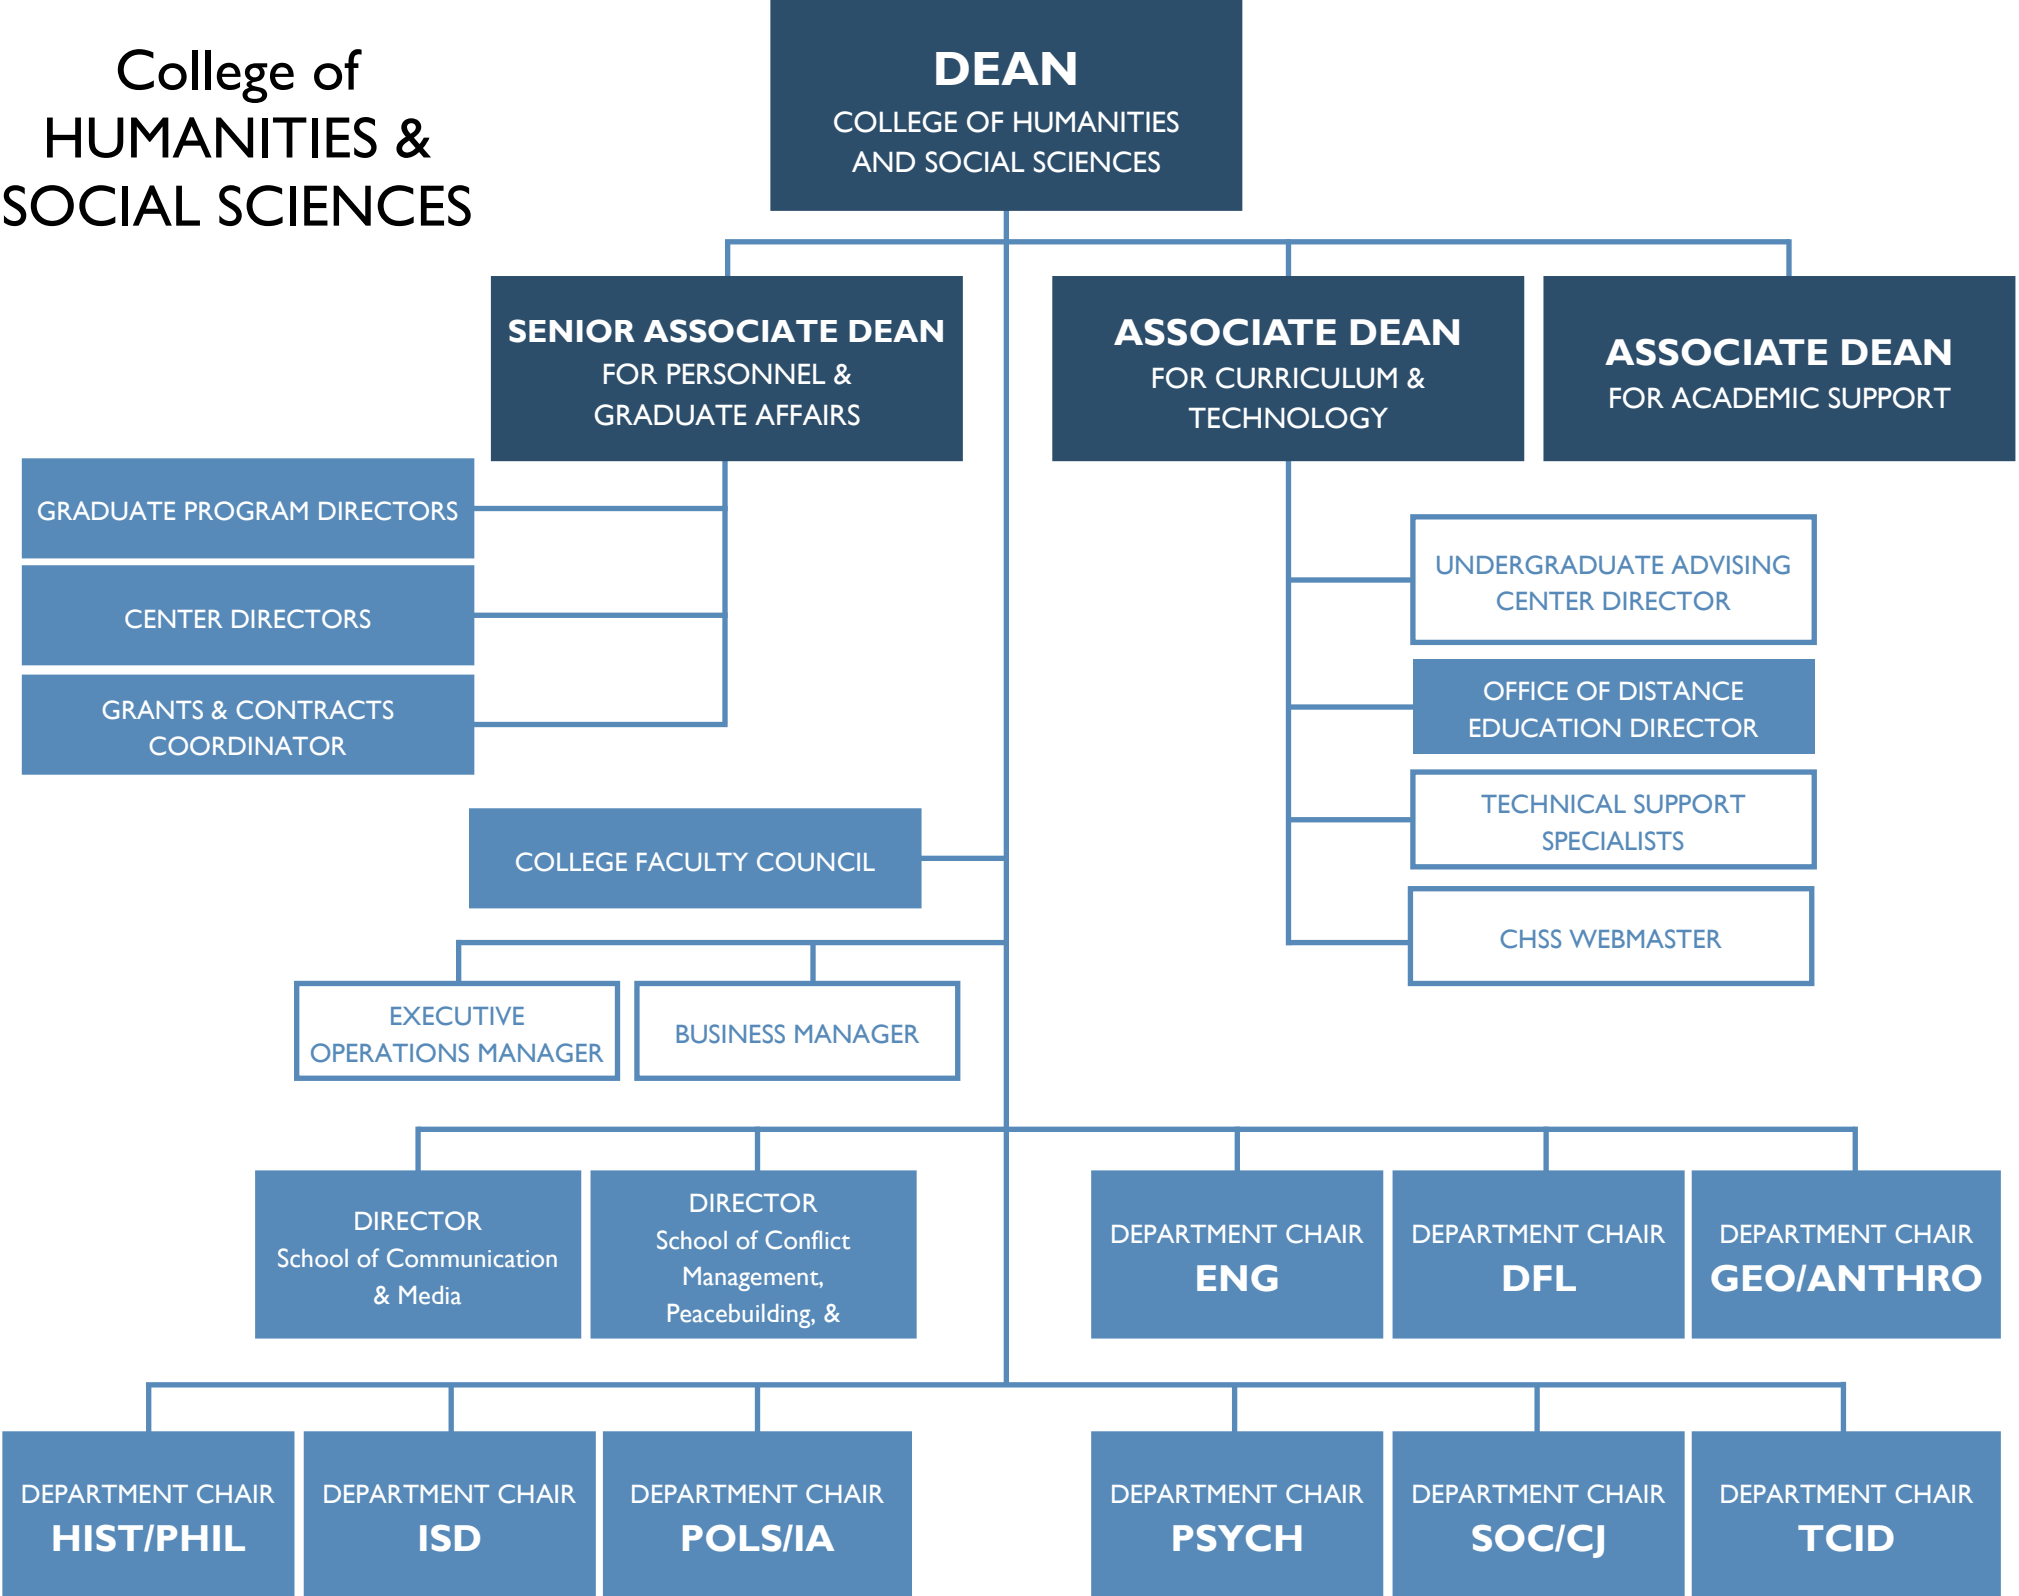 College of
HUMANITIES &
SOCIAL SCIENCES
DEAN
COLLEGE OF HUMANITIES
AND SOCIAL SCIENCES
SENIOR ASSOCIATE DEAN
FOR PERSONNEL &
GRADUATE AFFAIRS
ASSOCIATE DEAN
FOR CURRICULUM &
TECHNOLOGY
ASSOCIATE DEAN
FOR ACADEMIC SUPPORT
GRADUATE PROGRAM DIRECTORS
CENTER DIRECTORS
GRANTS & CONTRACTS
COORDINATOR
UNDERGRADUATE ADVISING
CENTER DIRECTOR
OFFICE OF DISTANCE
EDUCATION DIRECTOR
TECHNICAL SUPPORT
SPECIALISTS
CHSS WEBMASTER
COLLEGE FACULTY COUNCIL
EXECUTIVE
OPERATIONS MANAGER
BUSINESS MANAGER
DIRECTOR
School of Communication
& Media
DIRECTOR
School of Conflict
Management,
Peacebuilding, &
DEPARTMENT CHAIR
ENG
DEPARTMENT CHAIR
DFL
DEPARTMENT CHAIR
GEO/ANTHRO
DEPARTMENT CHAIR
HIST/PHIL
DEPARTMENT CHAIR
ISD
DEPARTMENT CHAIR
POLS/IA
DEPARTMENT CHAIR
PSYCH
DEPARTMENT CHAIR
SOC/CJ
DEPARTMENT CHAIR
TCID